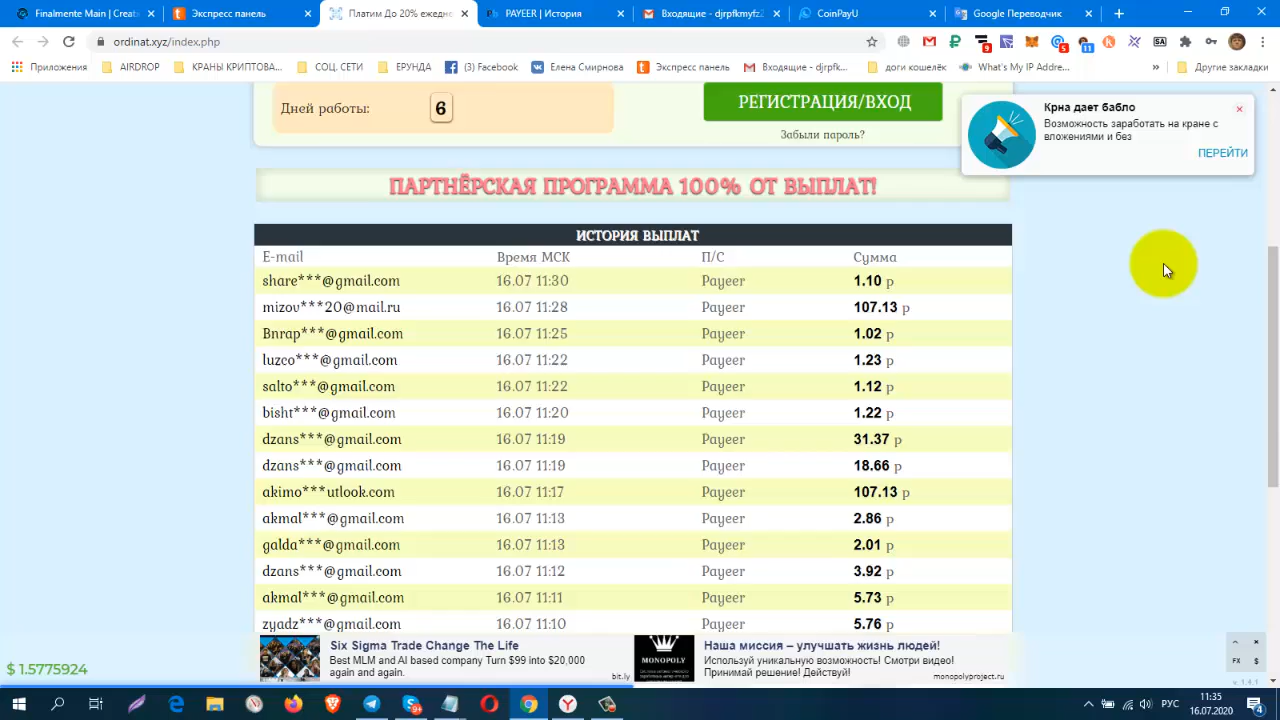 Finalmente Main | Create
Экспресс панель
Платим До 20% ежедне
PAYEER | История
Входящие - djrpfkmyfz
CoinPayU
Google Переводчик
ordinat.xyz/index.php
9
5
11
SA
Приложения
AIRDROP
КРАНЫ КРИПТОВА...
СОЦ. СЕТИ
ЕРУНДА
(3) Facebook
Елена Смирнова
Экспресс панель
Входящие - djrpfk...
доги кошелёк
What's My IP Addre...
»
Другие закладки
Дней работы: 6
РЕГИСТРАЦИЯ/ВХОД
Забыли пароль?
Крна дает бабло
Возможность заработать на кране с
вложениями и без
ПЕРЕЙТИ
ПАРТНЁРСКАЯ ПРОГРАММА 100% ОТ ВЫПЛАТ!
ИСТОРИЯ ВЫПЛАТ
E-mail Время МСК П/С Сумма
share***@gmail.com 16.07 11:30 Payeer 1.10 р
mizov***20@mail.ru 16.07 11:28 Payeer 107.13 р
Bnrap***@gmail.com 16.07 11:25 Payeer 1.02 р
luzco***@gmail.com 16.07 11:22 Payeer 1.23 р
salto***@gmail.com 16.07 11:22 Payeer 1.12 р
bisht***@gmail.com 16.07 11:20 Payeer 1.22 р
dzans***@gmail.com 16.07 11:19 Payeer 31.37 р
dzans***@gmail.com 16.07 11:19 Payeer 18.66 р
akimo***utlook.com 16.07 11:17 Payeer 107.13 р
akmal***@gmail.com 16.07 11:13 Payeer 2.86 р
galda***@gmail.com 16.07 11:13 Payeer 2.01 р
dzans***@gmail.com 16.07 11:12 Payeer 3.92 р
akmal***@gmail.com 16.07 11:11 Payeer 5.73 р
zyadz***@gmail.com 16.07 11:10 Payeer 5.76 р
Six Sigma Trade Change The Life
Best MLM and AI based company Turn $99 into $20,000
again and again.
bit.ly
MONOPOLY
Наша миссия – улучшать жизнь людей!
Используй уникальную возможность! Смотри видео!
Принимай решение! Действуй!
monopolyproject.ru
FX $
v. 1.4.1
$ 1.5775924
РУС
11:35
16.07.2020
4